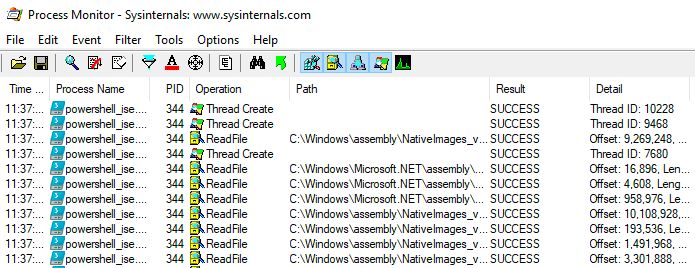 Process Monitor - Sysinternals: www.sysinternals.com
File Edit Event Filter Tools Options Help
Time ... Process Name PID Operation Path Result Detail
11:37:... powershell_ise.... 344 Thread Create SUCCESS Thread ID: 10228
11:37:... powershell_ise.... 344 Thread Create SUCCESS Thread ID: 9468
11:37:... powershell_ise.... 344 ReadFile C:\Windows\assembly\NativeImages_v... SUCCESS Offset: 9,269,248, ...
11:37:... powershell_ise.... 344 Thread Create SUCCESS Thread ID: 7680
11:37:... powershell_ise.... 344 ReadFile C:\Windows\Microsoft.NET\assembly\... SUCCESS Offset: 16,896, Leng...
11:37:... powershell_ise.... 344 ReadFile C:\Windows\Microsoft.NET\assembly\... SUCCESS Offset: 4,608, Lengt...
11:37:... powershell_ise.... 344 ReadFile C:\Windows\Microsoft.NET\assembly\... SUCCESS Offset: 958,976, Len...
11:37:... powershell_ise.... 344 ReadFile C:\Windows\assembly\NativeImages_v... SUCCESS Offset: 10,108,928, ...
11:37:... powershell_ise.... 344 ReadFile C:\Windows\assembly\NativeImages_v... SUCCESS Offset: 193,536, Len...
11:37:... powershell_ise.... 344 ReadFile C:\Windows\assembly\NativeImages_v... SUCCESS Offset: 1,491,968, ...
11:37:... powershell_ise.... 344 ReadFile C:\Windows\assembly\NativeImages_v... SUCCESS Offset: 3,301,888, ...